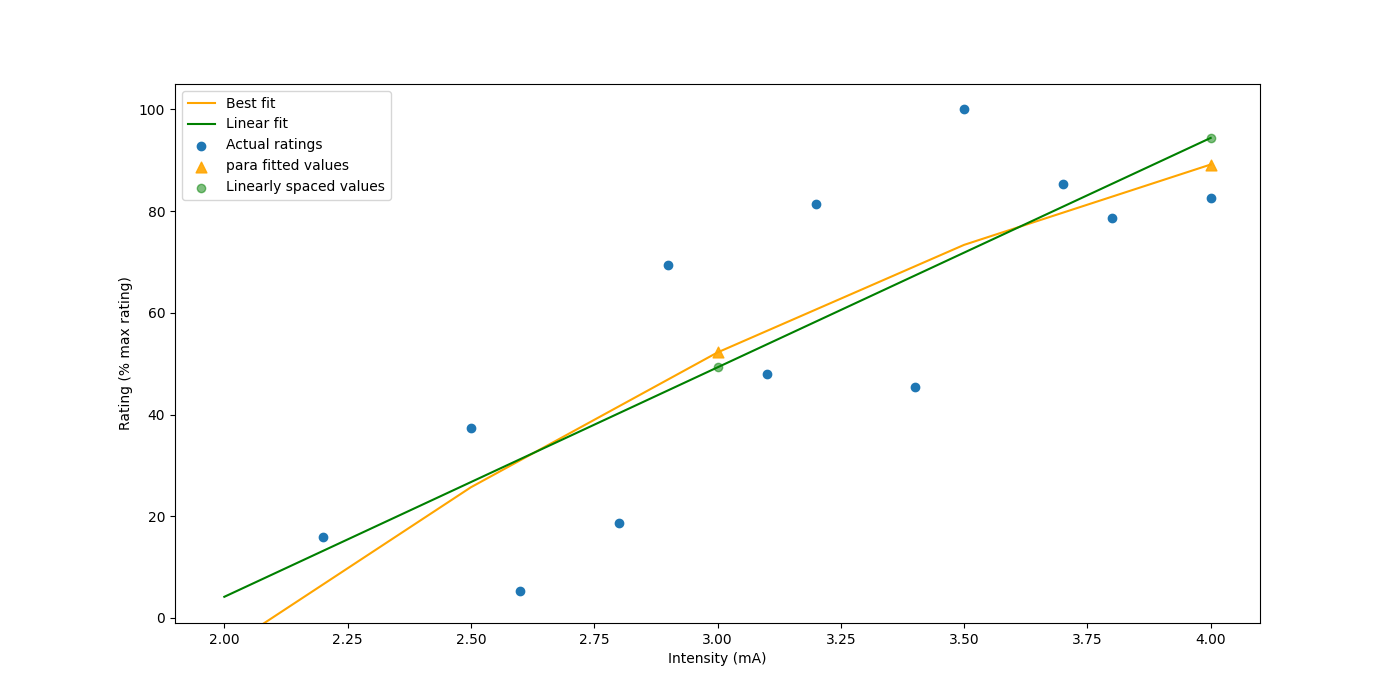 Best fit
Linear fit
Actual ratings
para fitted values
Linearly spaced values
100
80
60
40
20
0
Rating (% max rating)
2.00 2.25 2.50 2.75 3.00 3.25 3.50 3.75 4.00
Intensity (mA)